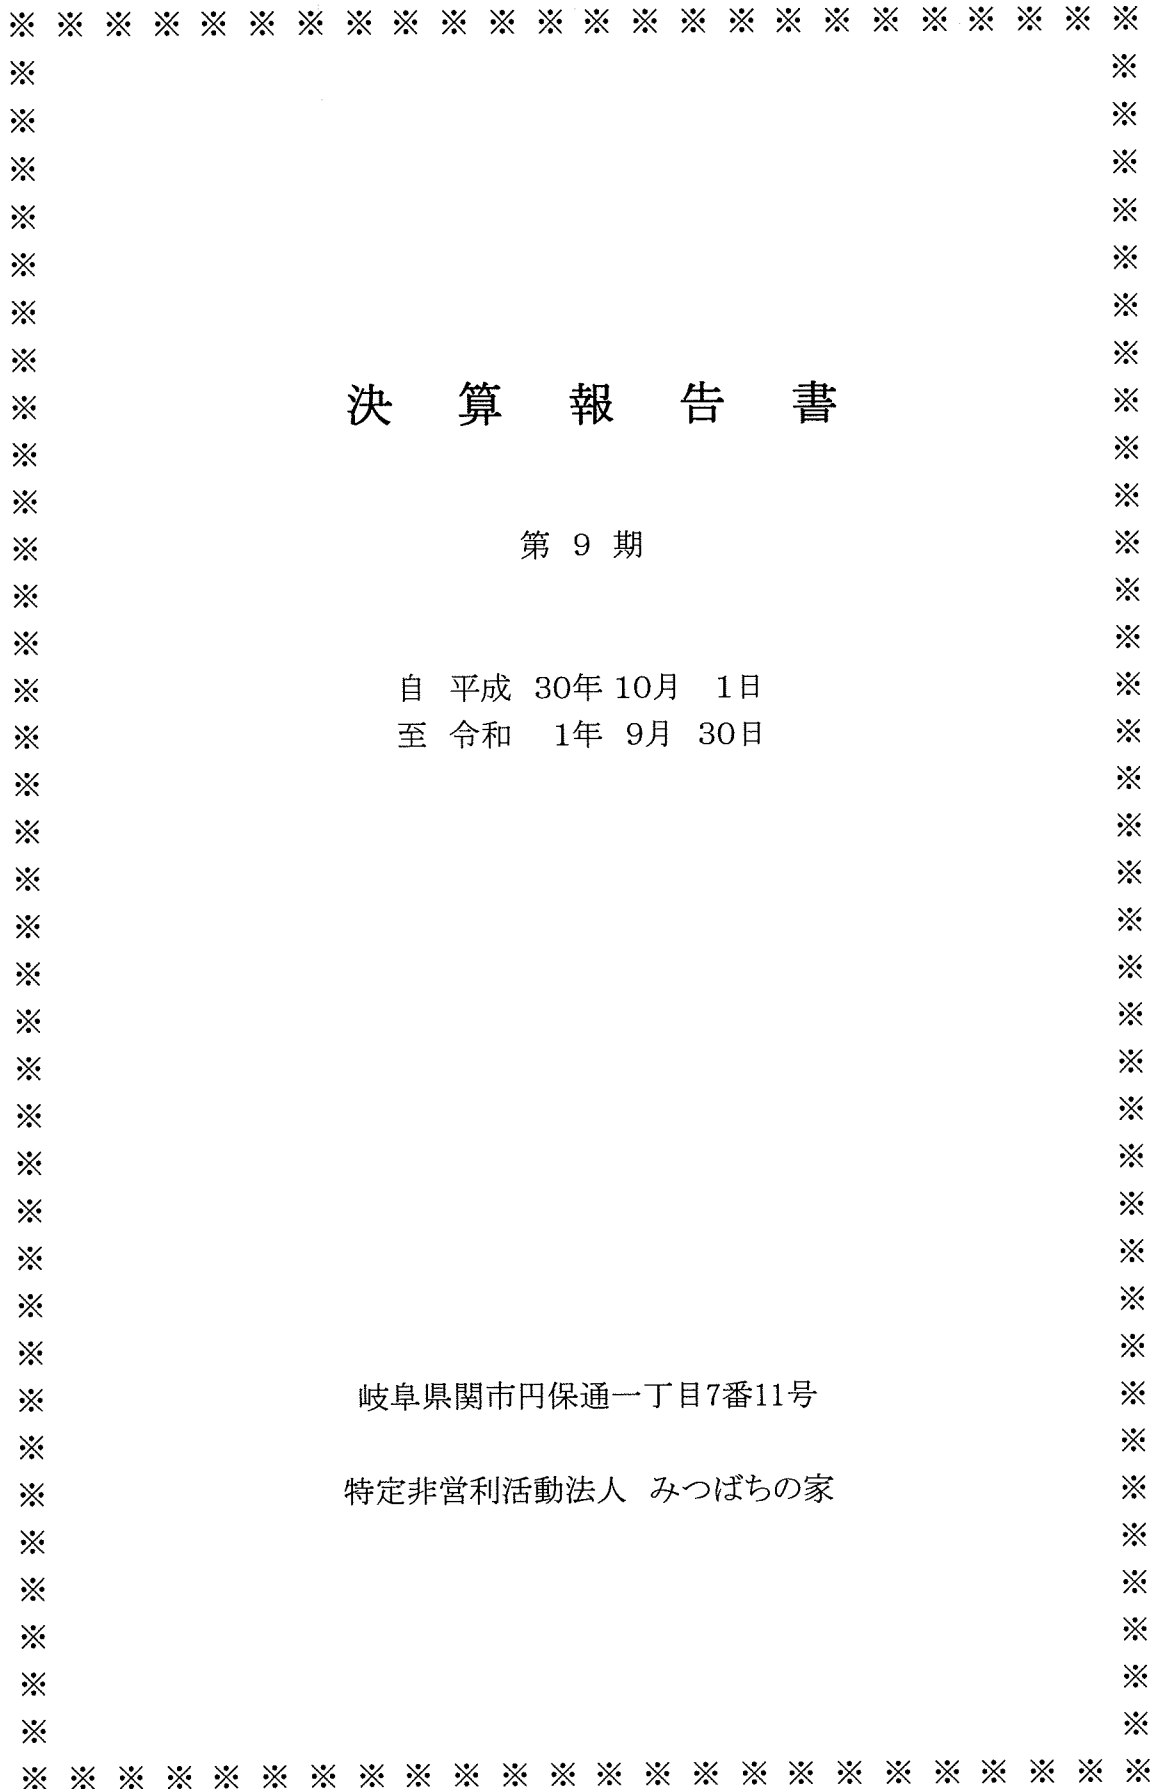 ※ ※ ※ ※ ※ ※ ※ ※ ※ ※ ※ ※ ※ ※ ※ ※ ※ ※ ※ ※ ※ ※ ※ ※
決 算 報 告 書
第 9 期
自 平成 30年 10月 1日
至 令和 1年 9月 30日
岐阜県関市円保通一丁目7番11号
特定非営利活動法人 みつばちの家
※ ※ ※ ※ ※ ※ ※ ※ ※ ※ ※ ※ ※ ※ ※ ※ ※ ※ ※ ※ ※ ※ ※ ※